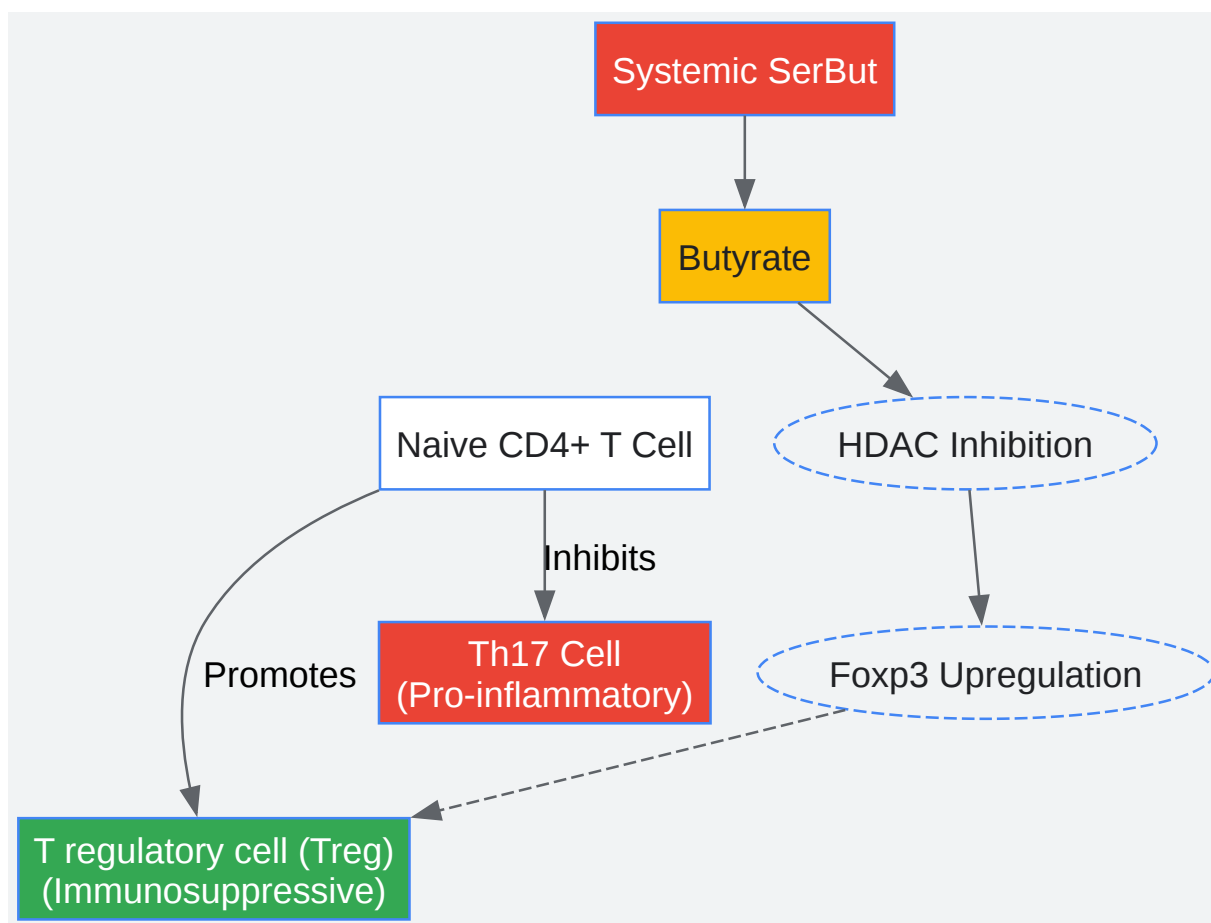 Systemic SerBut
Butyrate
Naive CD4+ T Cell
HDAC Inhibition
Inhibits
Promotes
Th17 Cell
(Pro-inflammatory)
Foxp3 Upregulation
T regulatory cell (Treg)
(Immunosuppressive)